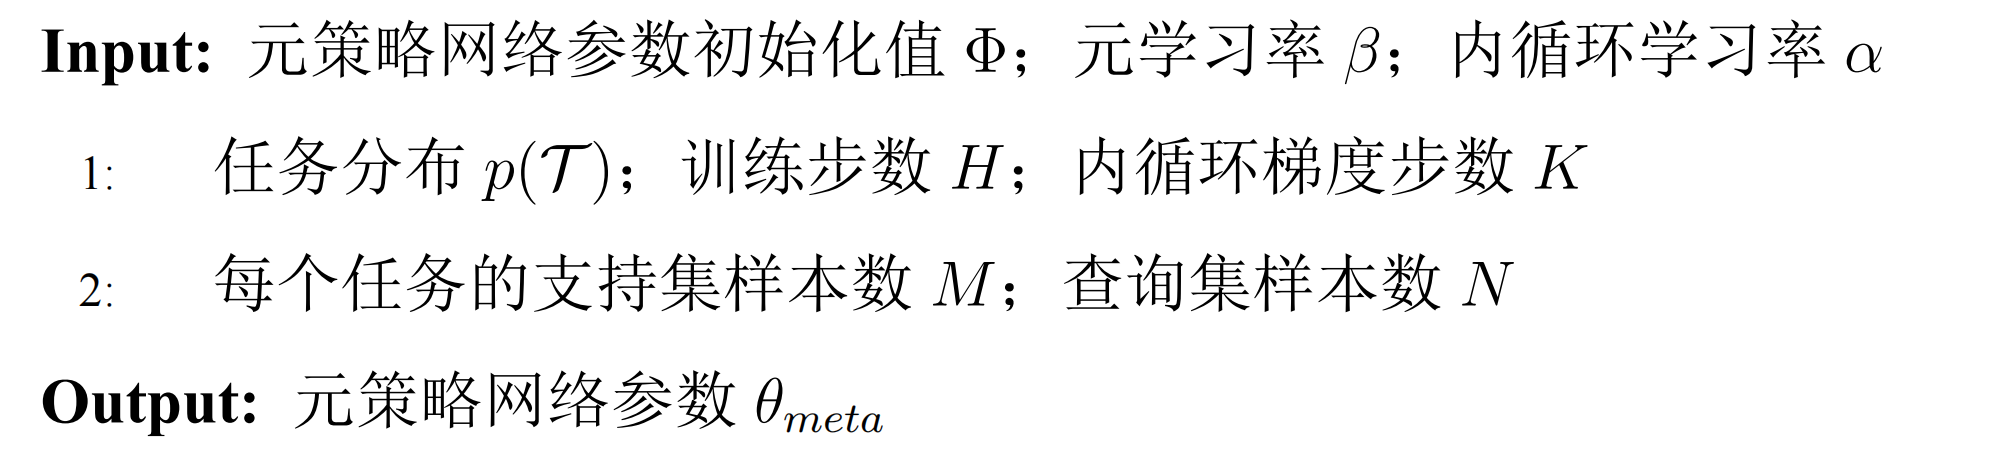 Input: 元策略网络参数初始化值 Φ；元学习率 β；内循环学习率 α
1: 任务分布 p(𝒯)；训练步数 H；内循环梯度步数 K
2: 每个任务的支持集样本数 M；查询集样本数 N
Output: 元策略网络参数 θ_meta